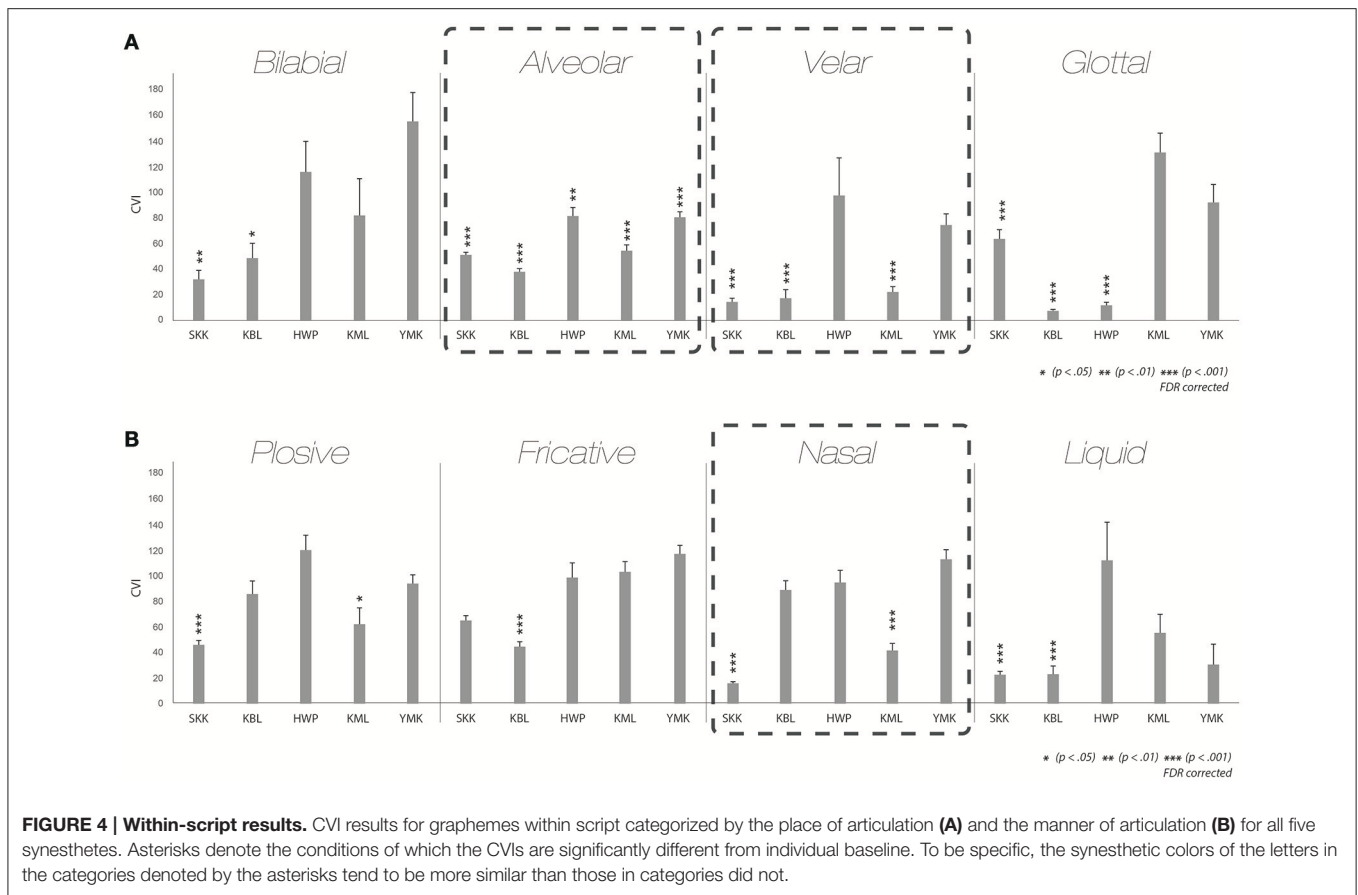 A
Bilabial Alveolar Velar Glottal
CVI
180
160
140
120
100
80
60
40
20
0
** * *** *** ** *** *** *** *** *** *** *** ***
SKK KBL HWP KML YMK SKK KBL HWP KML YMK SKK KBL HWP KML YMK SKK KBL HWP KML YMK
* (p < .05) ** (p < .01) *** (p < .001)
FDR corrected
B
Plosive Fricative Nasal Liquid
CVI
180
160
140
120
100
80
60
40
20
0
*** * *** *** *** *** ***
SKK KBL HWP KML YMK SKK KBL HWP KML YMK SKK KBL HWP KML YMK SKK KBL HWP KML YMK
* (p < .05) ** (p < .01) *** (p < .001)
FDR corrected
FIGURE 4 | Within-script results. CVI results for graphemes within script categorized by the place of articulation (A) and the manner of articulation (B) for all five
synesthetes. Asterisks denote the conditions of which the CVIs are significantly different from individual baseline. To be specific, the synesthetic colors of the letters in
the categories denoted by the asterisks tend to be more similar than those in categories did not.